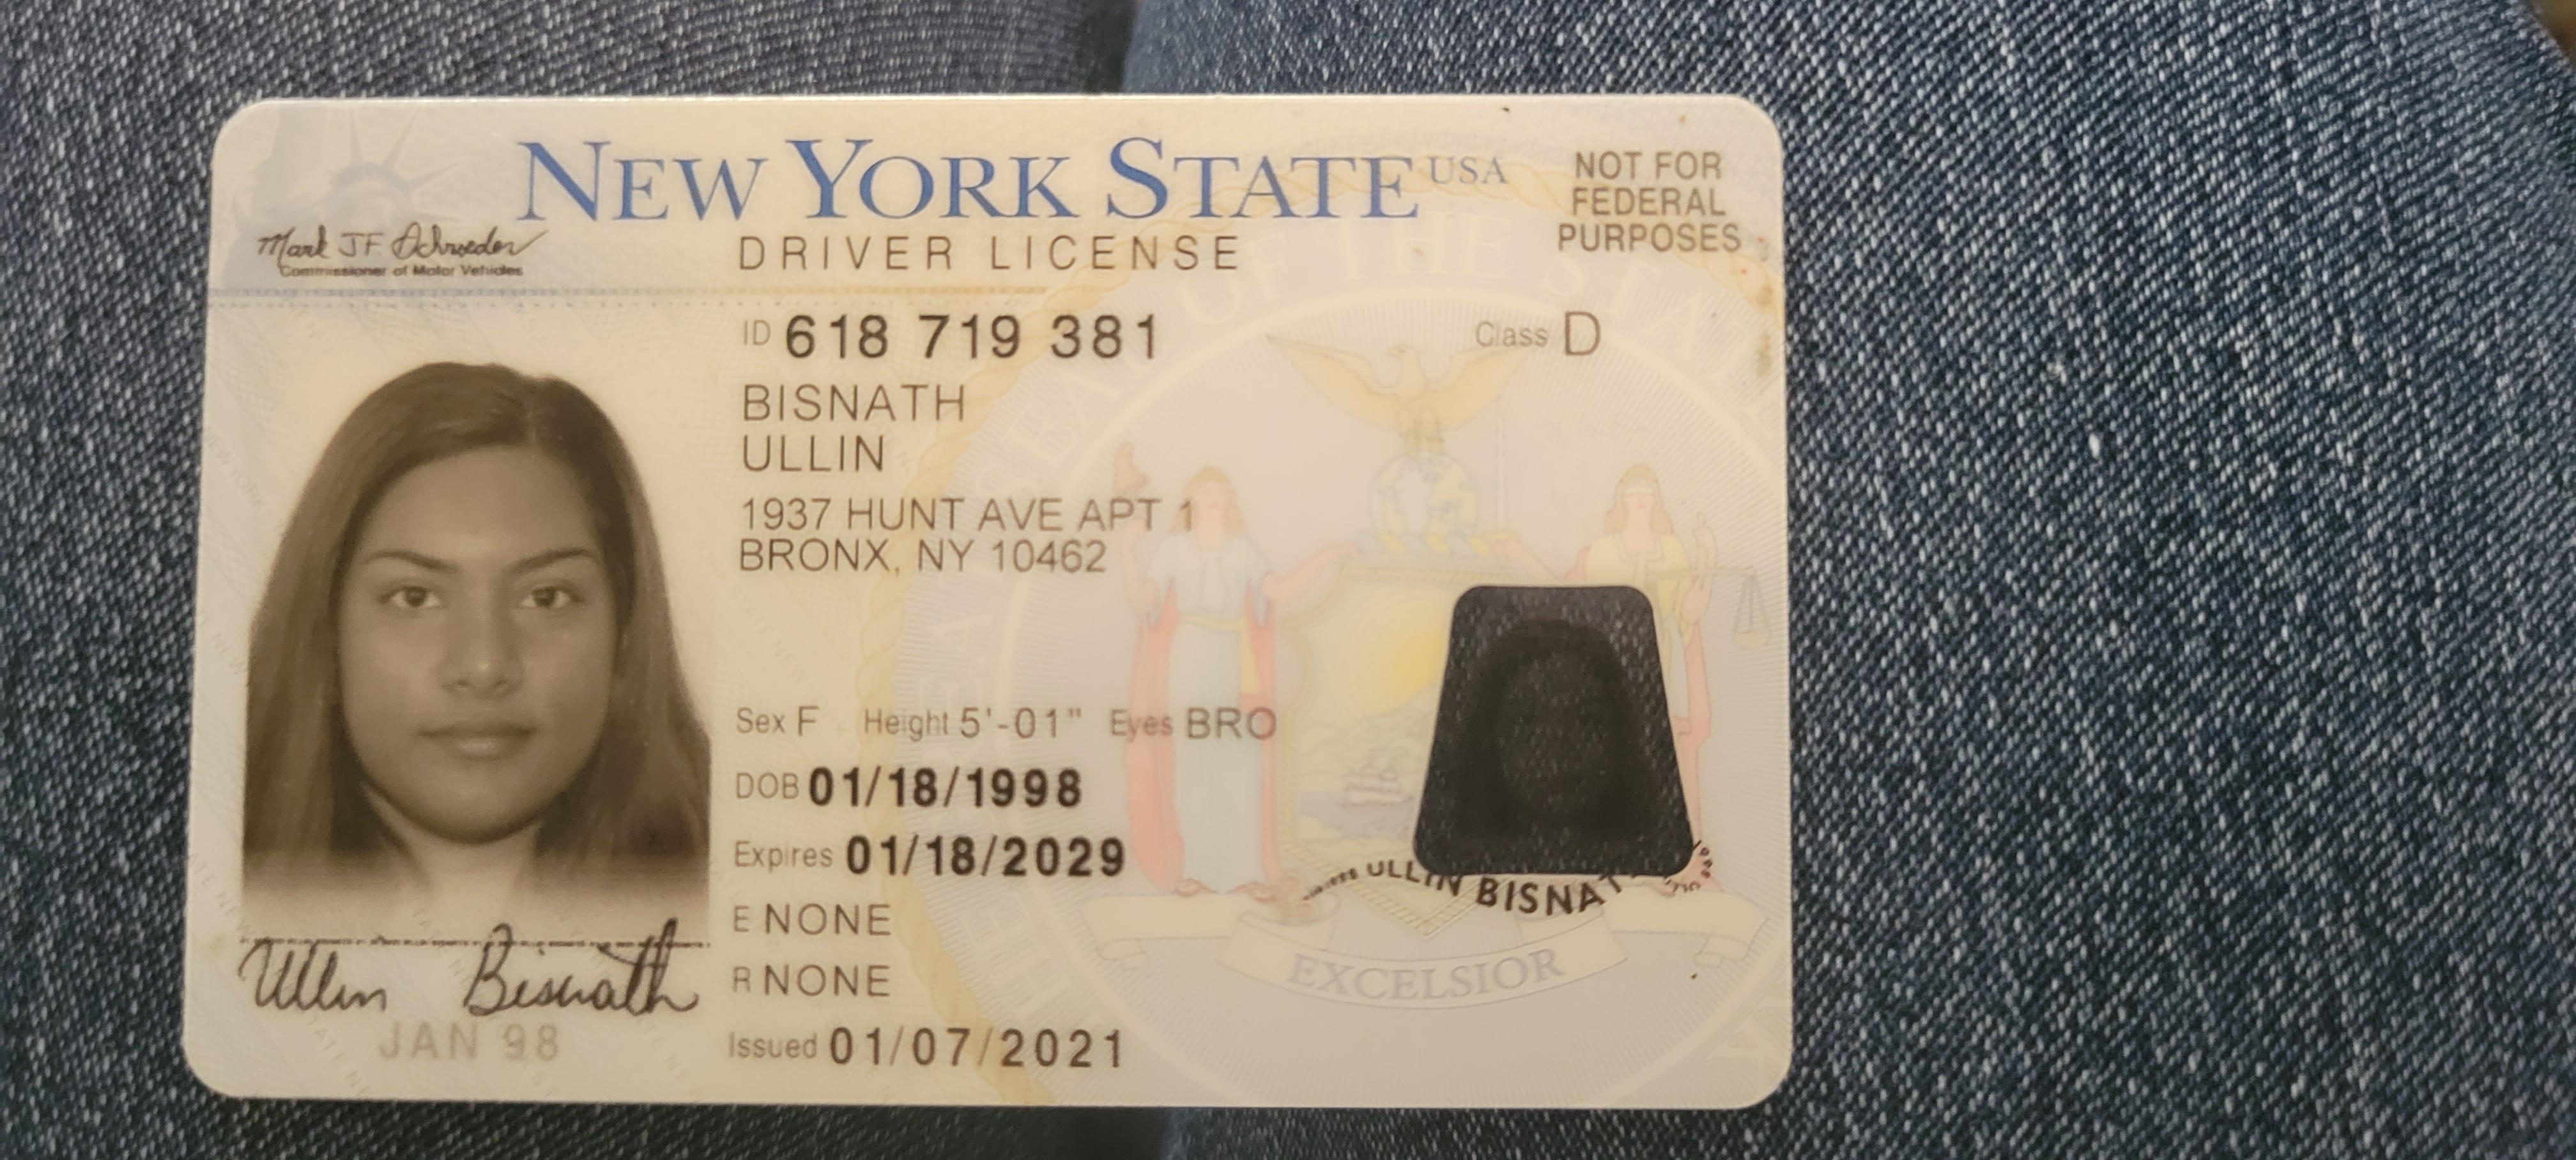 NEW YORK STATE USA
NOT FOR
FEDERAL
PURPOSES
Mark JF Schroeder
Commissioner of Motor Vehicles
DRIVER LICENSE
ID 618 719 381
Class D
BISNATH
ULLIN
1937 HUNT AVE APT 1
BRONX, NY 10462
Sex F Height 5'-01" Eyes BRO
DOB 01/18/1998
Expires 01/18/2029
E NONE
ULLIN BISNAT
R NONE
EXCELSIOR
Ullin Bisnath
JAN 98
Issued 01/07/2021